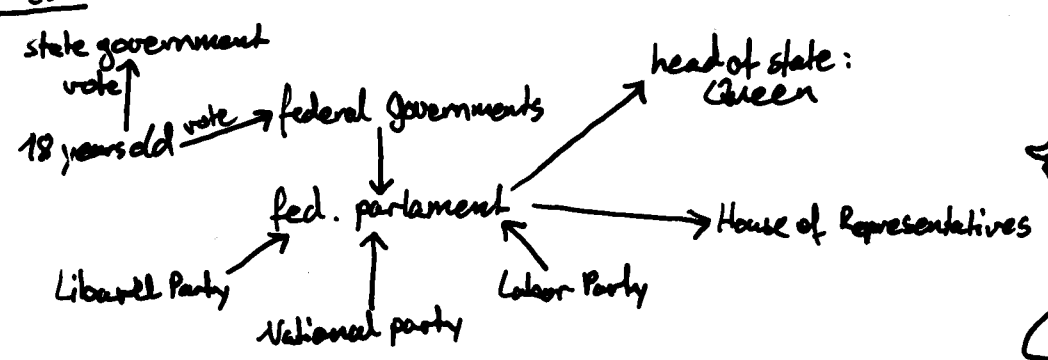 state government
head of state:
vote
Queen
federal Governments
vote
18 years old
fed. parlament
House of Representatives
Liberall Party
Labor Party
National party